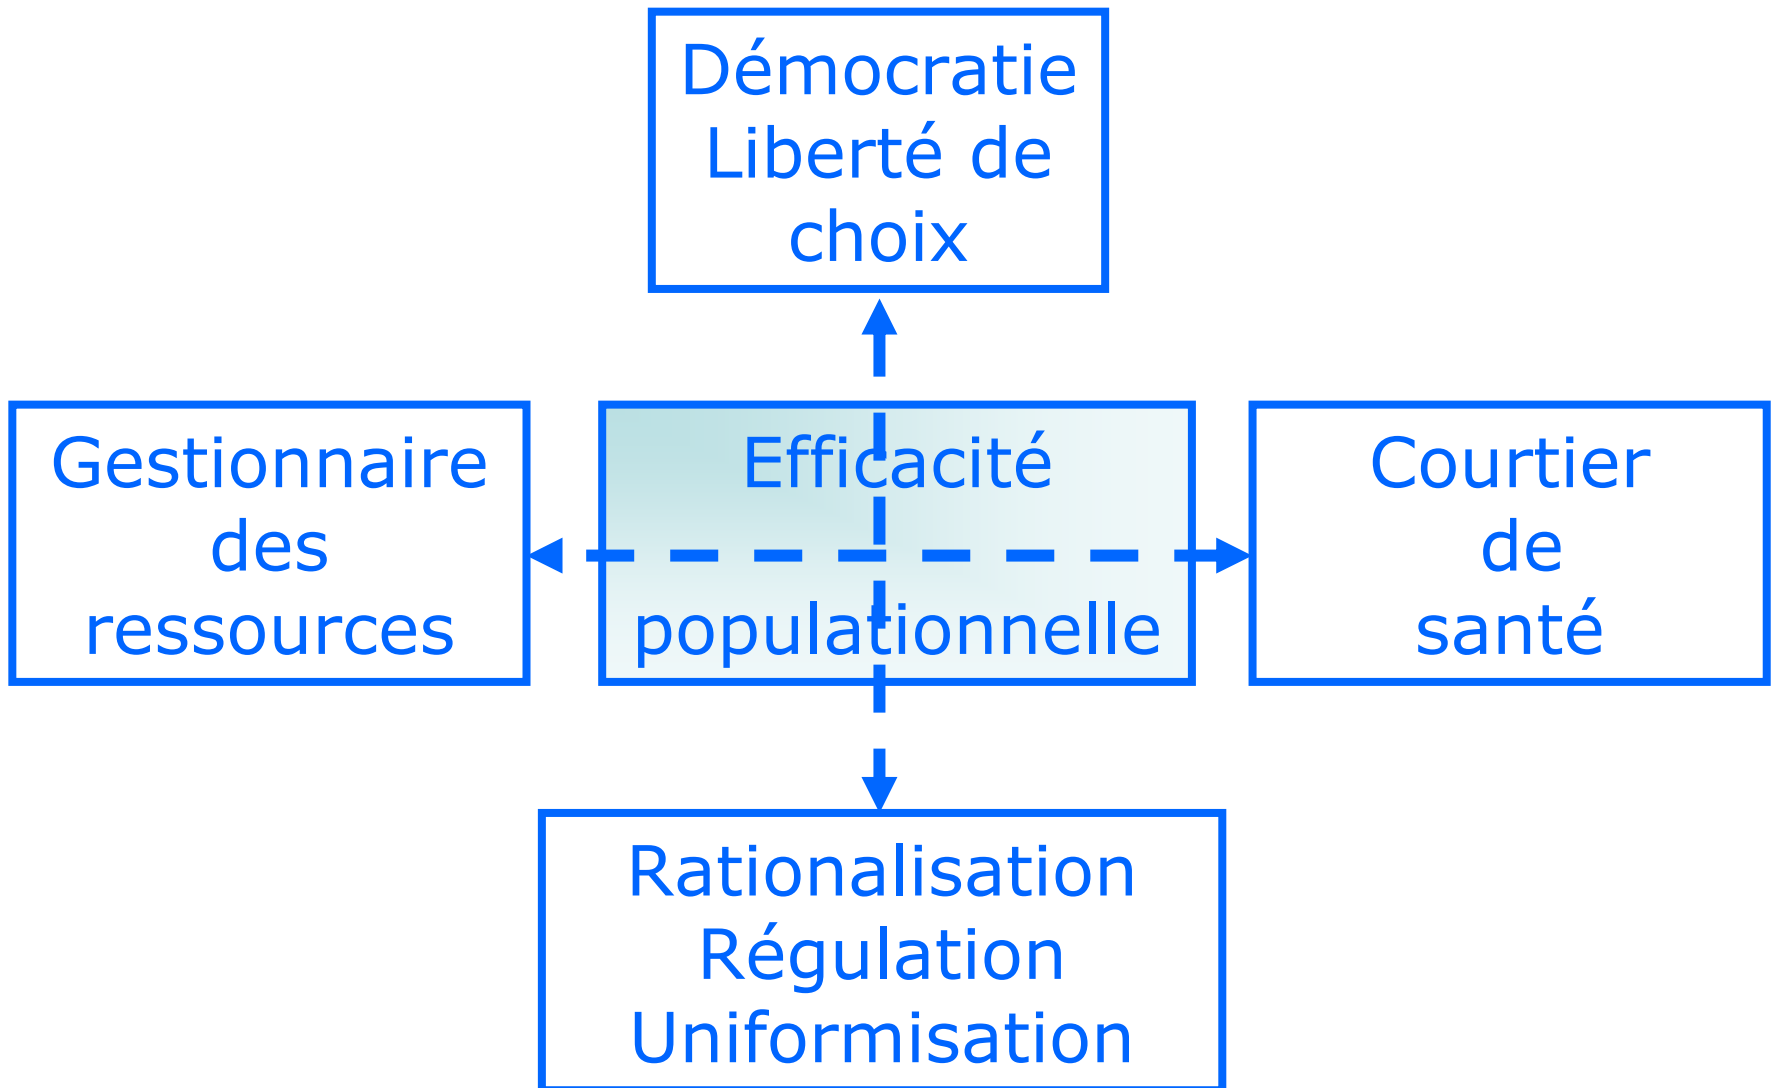 Démocratie
Liberté de
choix
Gestionnaire
des
ressources
Efficacité
populationnelle
Courtier
de
santé
Rationalisation
Régulation
Uniformisation